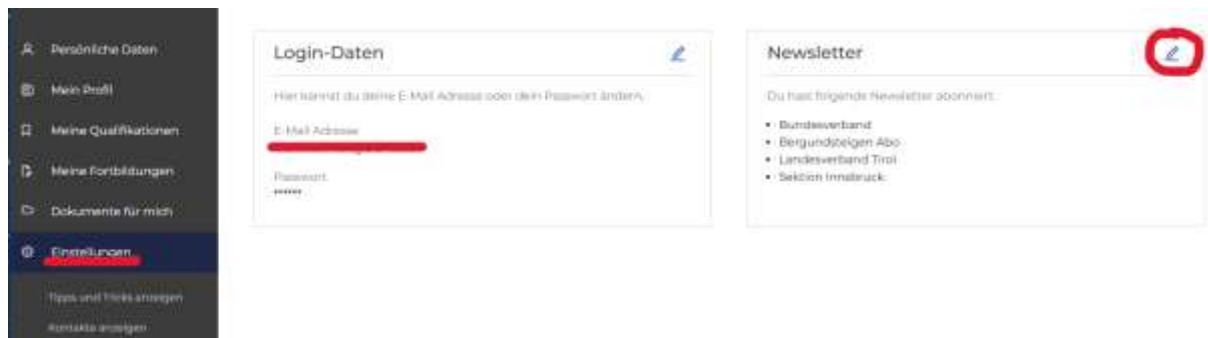 Persönliche Daten
Mein Profil
Meine Qualifikationen
Meine Fortbildungen
Dokumente für mich
Einstellungen
Tipps und Tricks anzeigen
Kontakte anzeigen
Login-Daten
Hier kannst du deine E-Mail Adresse oder dein Passwort ändern.
E-Mail Adresse
Passwort
••••••
Newsletter
Du hast folgende Newsletter abonniert:
• Bundesverband
• Bergundsteigen Abo
• Landesverband Tirol
• Sektion Innsbruck